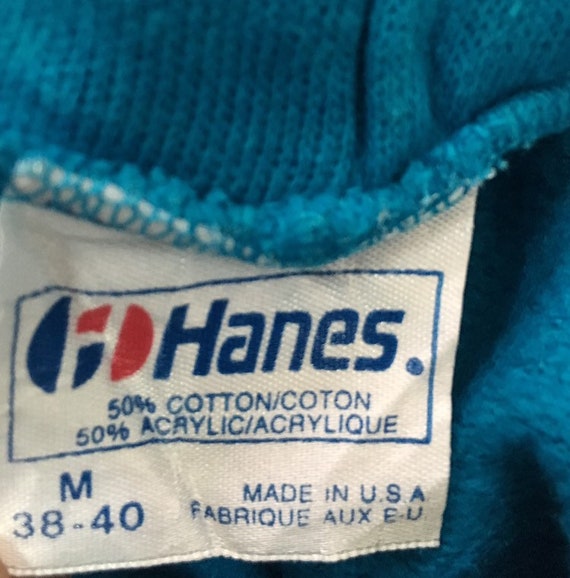 Hanes.
50% COTTON/COTON
50% ACRYLIC/ACRYLIQUE
M
38-40
MADE IN U.S.A
FABRIQUE AUX E-U.